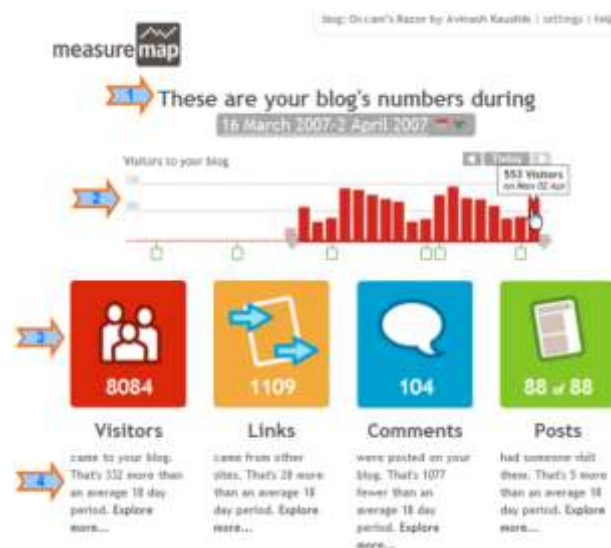 blog: Occam's Razor by Avinash Kaushik | settings | help
measuremap
1
These are your blog's numbers during
16 March 2007-2 April 2007
Visitors to your blog
Today
553 Visitors
on Mon 02 Apr
2
3
8084
1109
104
88 of 88
Visitors
Links
Comments
Posts
came to your blog.
That's 332 more than
an average 18 day
period. Explore
more...
came from other
sites. That's 28 more
than an average 18
day period. Explore
more...
were posted on your
blog. That's 1077
fewer than an
average 18 day
period. Explore
more...
had someone visit
them. That's 5 more
than an average 18
day period. Explore
more...
4